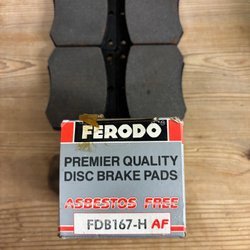 FERODO
PREMIER QUALITY
DISC BRAKE PADS
ASBESTOS FREE
FDB167-H AF